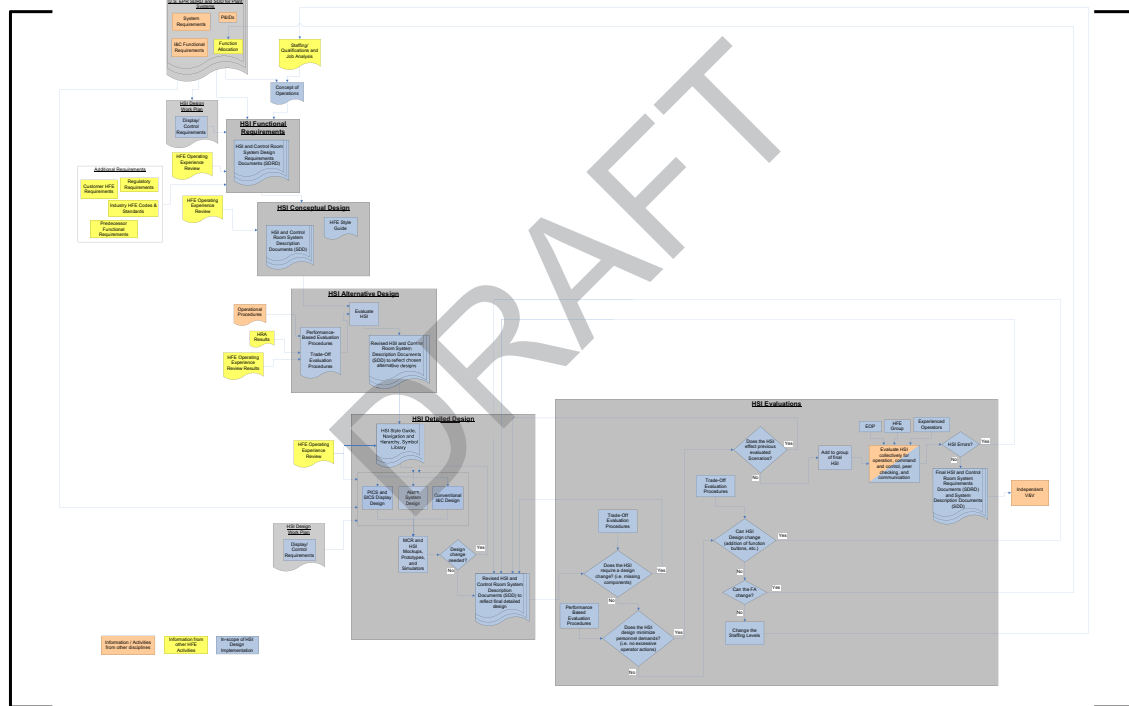 U.S. EPR SDRD and SDD for Plant
Systems
System
Requirements
P&IDs
I&C Functional
Requirements
Function
Allocation
Staffing/
Qualifications and
Job Analysis
Concept of
Operations
HSI Design
Work Plan
Display/
Control
Requirements
HSI Functional
Requirements
HSI and Control Room
System Design
Requirements
Documents (SDRD)
HFE Operating
Experience
Review
Additional Requirements
Customer HFE
Requirements
Regulatory
Requirements
Industry HFE Codes &
Standards
Predecessor
Functional
Requirements
HFE Operating
Experience
Review
HSI Conceptual Design
HSI and Control
Room System
Description
Documents (SDD)
HFE Style
Guide
HSI Alternative Design
Operational
Procedures
HRA
Results
HFE Operating
Experience
Review Results
Performance-
Based Evaluation
Procedures
Trade-Off
Evaluation
Procedures
Evaluate
HSI
Revised HSI and Control
Room System
Description Documents
(SDD) to reflect chosen
alternative designs
DRAFT
HSI Detailed Design
HFE Operating
Experience
Review
HSI Style Guide,
Navigation and
Hierarchy, Symbol
Library
PICS and
SICS Display
Design
Alarm
System
Design
Conventional
I&C Design
HSI Design
Work Plan
Display/
Control
Requirements
MCR and
HSI
Mockups,
Prototypes,
and
Simulators
Design
change
needed?
Yes
No
Revised HSI and
Control Room System
Description Documents
(SDD) to
reflect final detailed
design
HSI Evaluations
Trade-Off
Evaluation
Procedures
Does the HSI
require a design
change? (i.e. missing
components)
Yes
No
Performance
Based
Evaluation
Procedures
Does the HSI
design minimize
personnel demands?
(i.e. no excessive
operator actions)
Yes
No
Does the HSI
effect previous
evaluated
Scenarios?
Yes
No
Trade-Off
Evaluation
Procedures
Can HSI
Design change
(addition of function
buttons, etc.)
Yes
No
Can the FA
change?
Yes
No
Change the
Staffing Levels
Add to group
of final
HSI
EOP
HFE
Group
Experienced
Operators
Evaluate HSI
collectively for
operation, command
and control, peer
checking, and
communication
HSI Errors?
Yes
No
Final HSI and Control
Room System
Requirements
Documents (SDRD)
and System
Description Documents
(SDD)
Independent
V&V
Information / Activities
from other disciplines
Information from
other HFE
Activities
In-scope of HSI
Design
Implementation